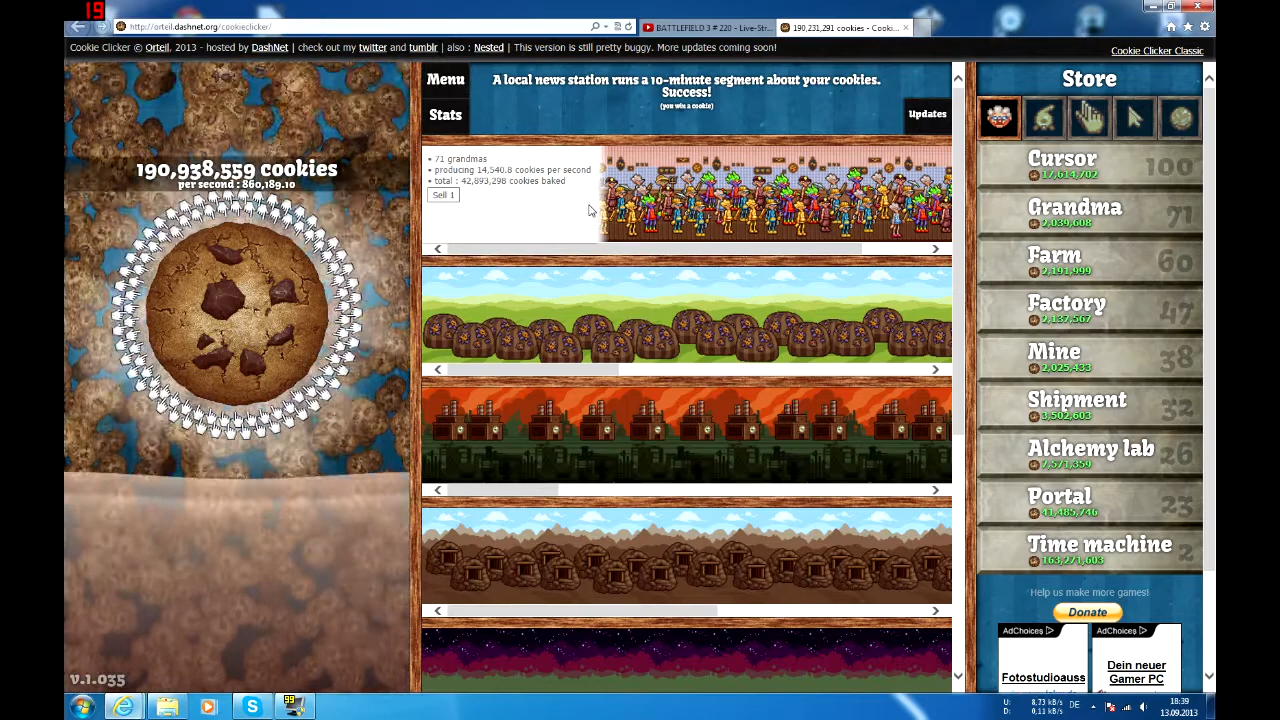 19
http://orteil.dashnet.org/cookieclicker/
BATTLEFIELD 3 # 220 - Live-Str...
190,231,291 cookies - Cooki...
Cookie Clicker © Orteil, 2013 - hosted by DashNet | check out my twitter and tumblr | also : Nested | This version is still pretty buggy. More updates coming soon!
Cookie Clicker Classic
190,938,559 cookies
per second : 860,189.10
v.1.035
Menu
Stats
A local news station runs a 10-minute segment about your cookies.
Success!
(you win a cookie)
Updates
• 71 grandmas
• producing 14,540.8 cookies per second
• total : 42,893,298 cookies baked
Sell 1
Store
Cursor 100
17,614,702
Grandma 71
2,039,608
Farm 60
2,191,999
Factory 47
2,137,567
Mine 38
2,025,433
Shipment 32
3,502,603
Alchemy lab 26
7,571,359
Portal 23
41,485,746
Time machine 2
163,271,603
Help us make more games!
Donate
AdChoices
Fotostudioauss
AdChoices
Dein neuer
Gamer PC
99
U: 8,73 kB/s
D: 0,11 kB/s
DE
18:39
13.09.2013